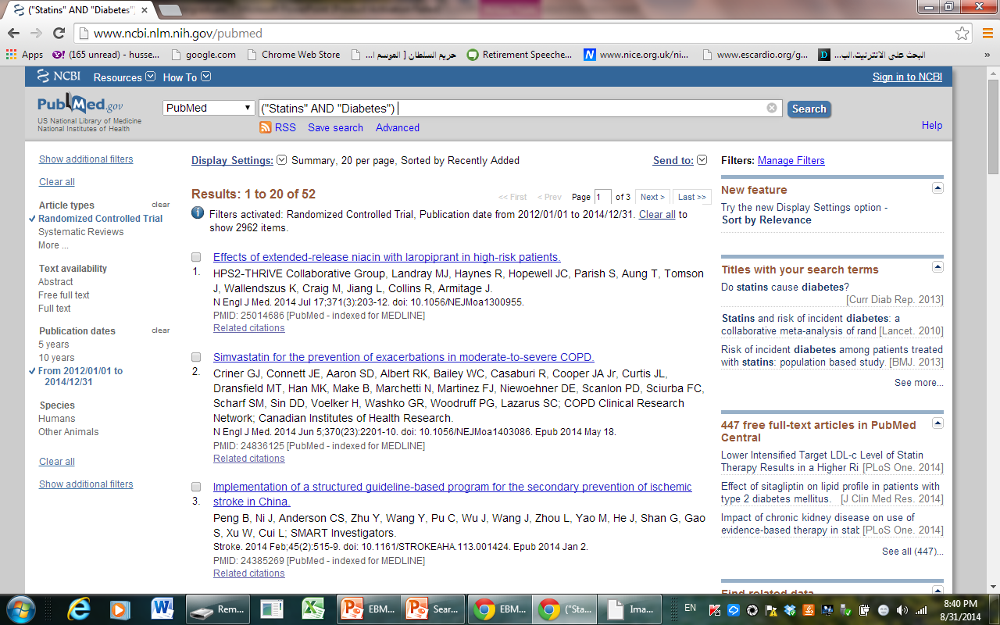 ("Statins" AND "Diabetes")
www.ncbi.nlm.nih.gov/pubmed
Apps
(165 unread) - husse...
google.com
Chrome Web Store
حريم السلطان [ الموسم ا...
Retirement Speeche...
www.nice.org.uk/ni...
www.escardio.org/g...
البحث على الانترنيت.الب...
»
NCBI Resources How To
Sign in to NCBI
PubMed.gov
US National Library of Medicine
National Institutes of Health
PubMed
("Statins" AND "Diabetes")
Search
RSS Save search Advanced
Help
Show additional filters
Clear all
Article types clear
Randomized Controlled Trial
Systematic Reviews
More ...
Text availability
Abstract
Free full text
Full text
Publication dates clear
5 years
10 years
From 2012/01/01 to
2014/12/31
Species
Humans
Other Animals
Clear all
Show additional filters
Display Settings: Summary, 20 per page, Sorted by Recently Added
Send to:
Results: 1 to 20 of 52
<< First < Prev Page 1 of 3 Next > Last >>
Filters activated: Randomized Controlled Trial, Publication date from 2012/01/01 to 2014/12/31. Clear all to
show 2962 items.
Effects of extended-release niacin with laropiprant in high-risk patients.
1. HPS2-THRIVE Collaborative Group, Landray MJ, Haynes R, Hopewell JC, Parish S, Aung T, Tomson
J, Wallendszus K, Craig M, Jiang L, Collins R, Armitage J.
N Engl J Med. 2014 Jul 17;371(3):203-12. doi: 10.1056/NEJMoa1300955.
PMID: 25014686 [PubMed - indexed for MEDLINE]
Related citations
Simvastatin for the prevention of exacerbations in moderate-to-severe COPD.
2. Criner GJ, Connett JE, Aaron SD, Albert RK, Bailey WC, Casaburi R, Cooper JA Jr, Curtis JL,
Dransfield MT, Han MK, Make B, Marchetti N, Martinez FJ, Niewoehner DE, Scanlon PD, Sciurba FC,
Scharf SM, Sin DD, Voelker H, Washko GR, Woodruff PG, Lazarus SC; COPD Clinical Research
Network; Canadian Institutes of Health Research.
N Engl J Med. 2014 Jun 5;370(23):2201-10. doi: 10.1056/NEJMoa1403086. Epub 2014 May 18.
PMID: 24836125 [PubMed - indexed for MEDLINE]
Related citations
Implementation of a structured guideline-based program for the secondary prevention of ischemic
3. stroke in China.
Peng B, Ni J, Anderson CS, Zhu Y, Wang Y, Pu C, Wu J, Wang J, Zhou L, Yao M, He J, Shan G, Gao
S, Xu W, Cui L; SMART Investigators.
Stroke. 2014 Feb;45(2):515-9. doi: 10.1161/STROKEAHA.113.001424. Epub 2014 Jan 2.
PMID: 24385269 [PubMed - indexed for MEDLINE]
Related citations
Filters: Manage Filters
New feature
Try the new Display Settings option -
Sort by Relevance
Titles with your search terms
Do statins cause diabetes?
[Curr Diab Rep. 2013]
Statins and risk of incident diabetes: a
collaborative meta-analysis of rand [Lancet. 2010]
Risk of incident diabetes among patients treated
with statins: population based study. [BMJ. 2013]
See more...
447 free full-text articles in PubMed
Central
Lower Intensified Target LDL-c Level of Statin
Therapy Results in a Higher Ri [PLoS One. 2014]
Effect of sitagliptin on lipid profile in patients with
type 2 diabetes mellitus. [J Clin Med Res. 2014]
Impact of chronic kidney disease on use of
evidence-based therapy in stat [PLoS One. 2014]
See all (447)...
Find related data
Rem...
EBM...
Sear...
EBM...
("Sta...
Ima...
EN
8:40 PM
8/31/2014